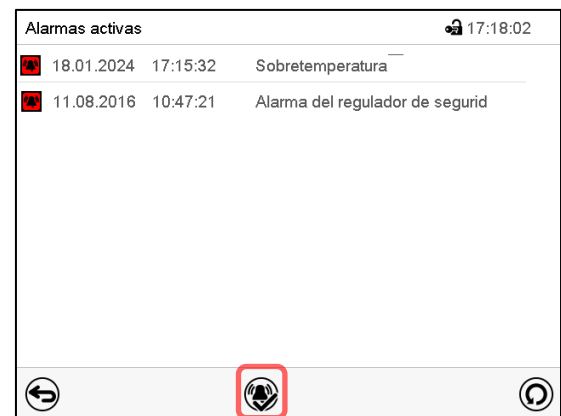 Alarmas activas 17:18:02
18.01.2024 17:15:32 Sobretemperatura
11.08.2016 10:47:21 Alarma del regulador de segurid